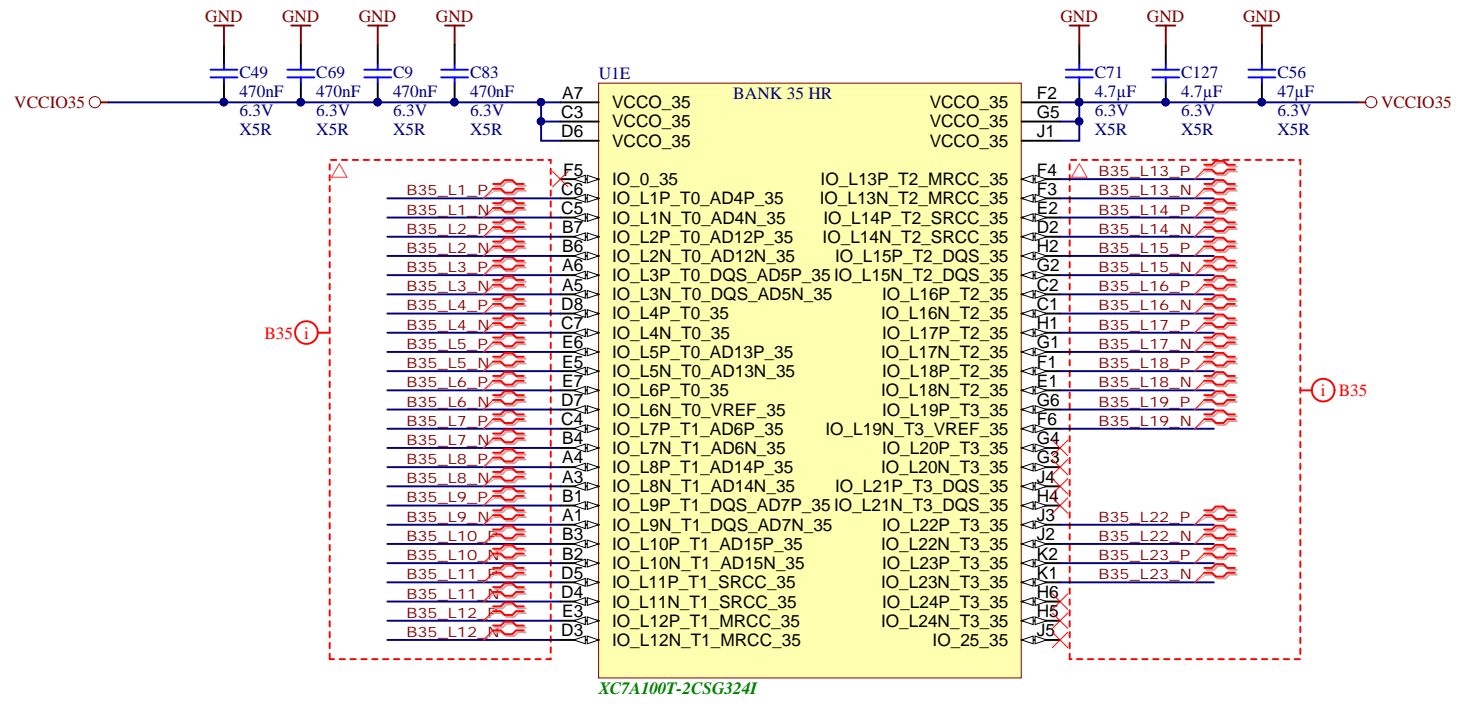 GND GND GND GND GND GND GND
C49 C69 C9 C83 U1E C71 C127 C56
470nF 470nF 470nF 470nF A7 BANK 35 HR F2 4.7µF 4.7µF 47µF
VCCIO35 6.3V 6.3V 6.3V 6.3V VCCO_35 VCCO_35 6.3V 6.3V 6.3V VCCIO35
X5R X5R X5R X5R C3 VCCO_35 VCCO_35 G5 X5R X5R X5R
D6 VCCO_35 VCCO_35 J1
F5 IO_0_35 IO_L13P_T2_MRCC_35 F4 B35_L13_P
B35_L1_P C6 IO_L1P_T0_AD4P_35 IO_L13N_T2_MRCC_35 F3 B35_L13_N
B35_L1_N C5 IO_L1N_T0_AD4N_35 IO_L14P_T2_SRCC_35 E2 B35_L14_P
B35_L2_P B7 IO_L2P_T0_AD12P_35 IO_L14N_T2_SRCC_35 D2 B35_L14_N
B35_L2_N B6 IO_L2N_T0_AD12N_35 IO_L15P_T2_DQS_35 H2 B35_L15_P
B35_L3_P A6 IO_L3P_T0_DQS_AD5P_35 IO_L15N_T2_DQS_35 G2 B35_L15_N
B35_L3_N A5 IO_L3N_T0_DQS_AD5N_35 IO_L16P_T2_35 C2 B35_L16_P
B35_L4_P D8 IO_L4P_T0_35 IO_L16N_T2_35 C1 B35_L16_N
B35 i B35_L4_N C7 IO_L4N_T0_35 IO_L17P_T2_35 H1 B35_L17_P
B35_L5_P E6 IO_L5P_T0_AD13P_35 IO_L17N_T2_35 G1 B35_L17_N
B35_L5_N E5 IO_L5N_T0_AD13N_35 IO_L18P_T2_35 F1 B35_L18_P
B35_L6_P E7 IO_L6P_T0_35 IO_L18N_T2_35 E1 B35_L18_N i B35
B35_L6_N D7 IO_L6N_T0_VREF_35 IO_L19P_T3_35 G6 B35_L19_P
B35_L7_P C4 IO_L7P_T1_AD6P_35 IO_L19N_T3_VREF_35 F6 B35_L19_N
B35_L7_N B4 IO_L7N_T1_AD6N_35 IO_L20P_T3_35 G4
B35_L8_P A4 IO_L8P_T1_AD14P_35 IO_L20N_T3_35 G3
B35_L8_N A3 IO_L8N_T1_AD14N_35 IO_L21P_T3_DQS_35 J4
B35_L9_P B1 IO_L9P_T1_DQS_AD7P_35 IO_L21N_T3_DQS_35 H4
B35_L9_N A1 IO_L9N_T1_DQS_AD7N_35 IO_L22P_T3_35 J3 B35_L22_P
B35_L10_P B3 IO_L10P_T1_AD15P_35 IO_L22N_T3_35 J2 B35_L22_N
B35_L10_N B2 IO_L10N_T1_AD15N_35 IO_L23P_T3_35 K2 B35_L23_P
B35_L11_P D5 IO_L11P_T1_SRCC_35 IO_L23N_T3_35 K1 B35_L23_N
B35_L11_N D4 IO_L11N_T1_SRCC_35 IO_L24P_T3_35 H6
B35_L12_P E3 IO_L12P_T1_MRCC_35 IO_L24N_T3_35 H5
B35_L12_N D3 IO_L12N_T1_MRCC_35 IO_25_35 J5
XC7A100T-2CSG324I